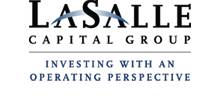 LASALLE
CAPITAL GROUP
INVESTING WITH AN
OPERATING PERSPECTIVE